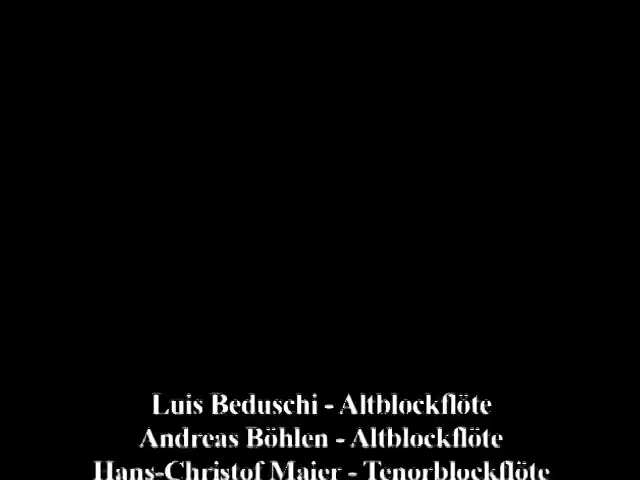 Luis Beduschi - Altblockflöte
Andreas Böhlen - Altblockflöte
Hans-Christof Maier - Tenorblockflöte